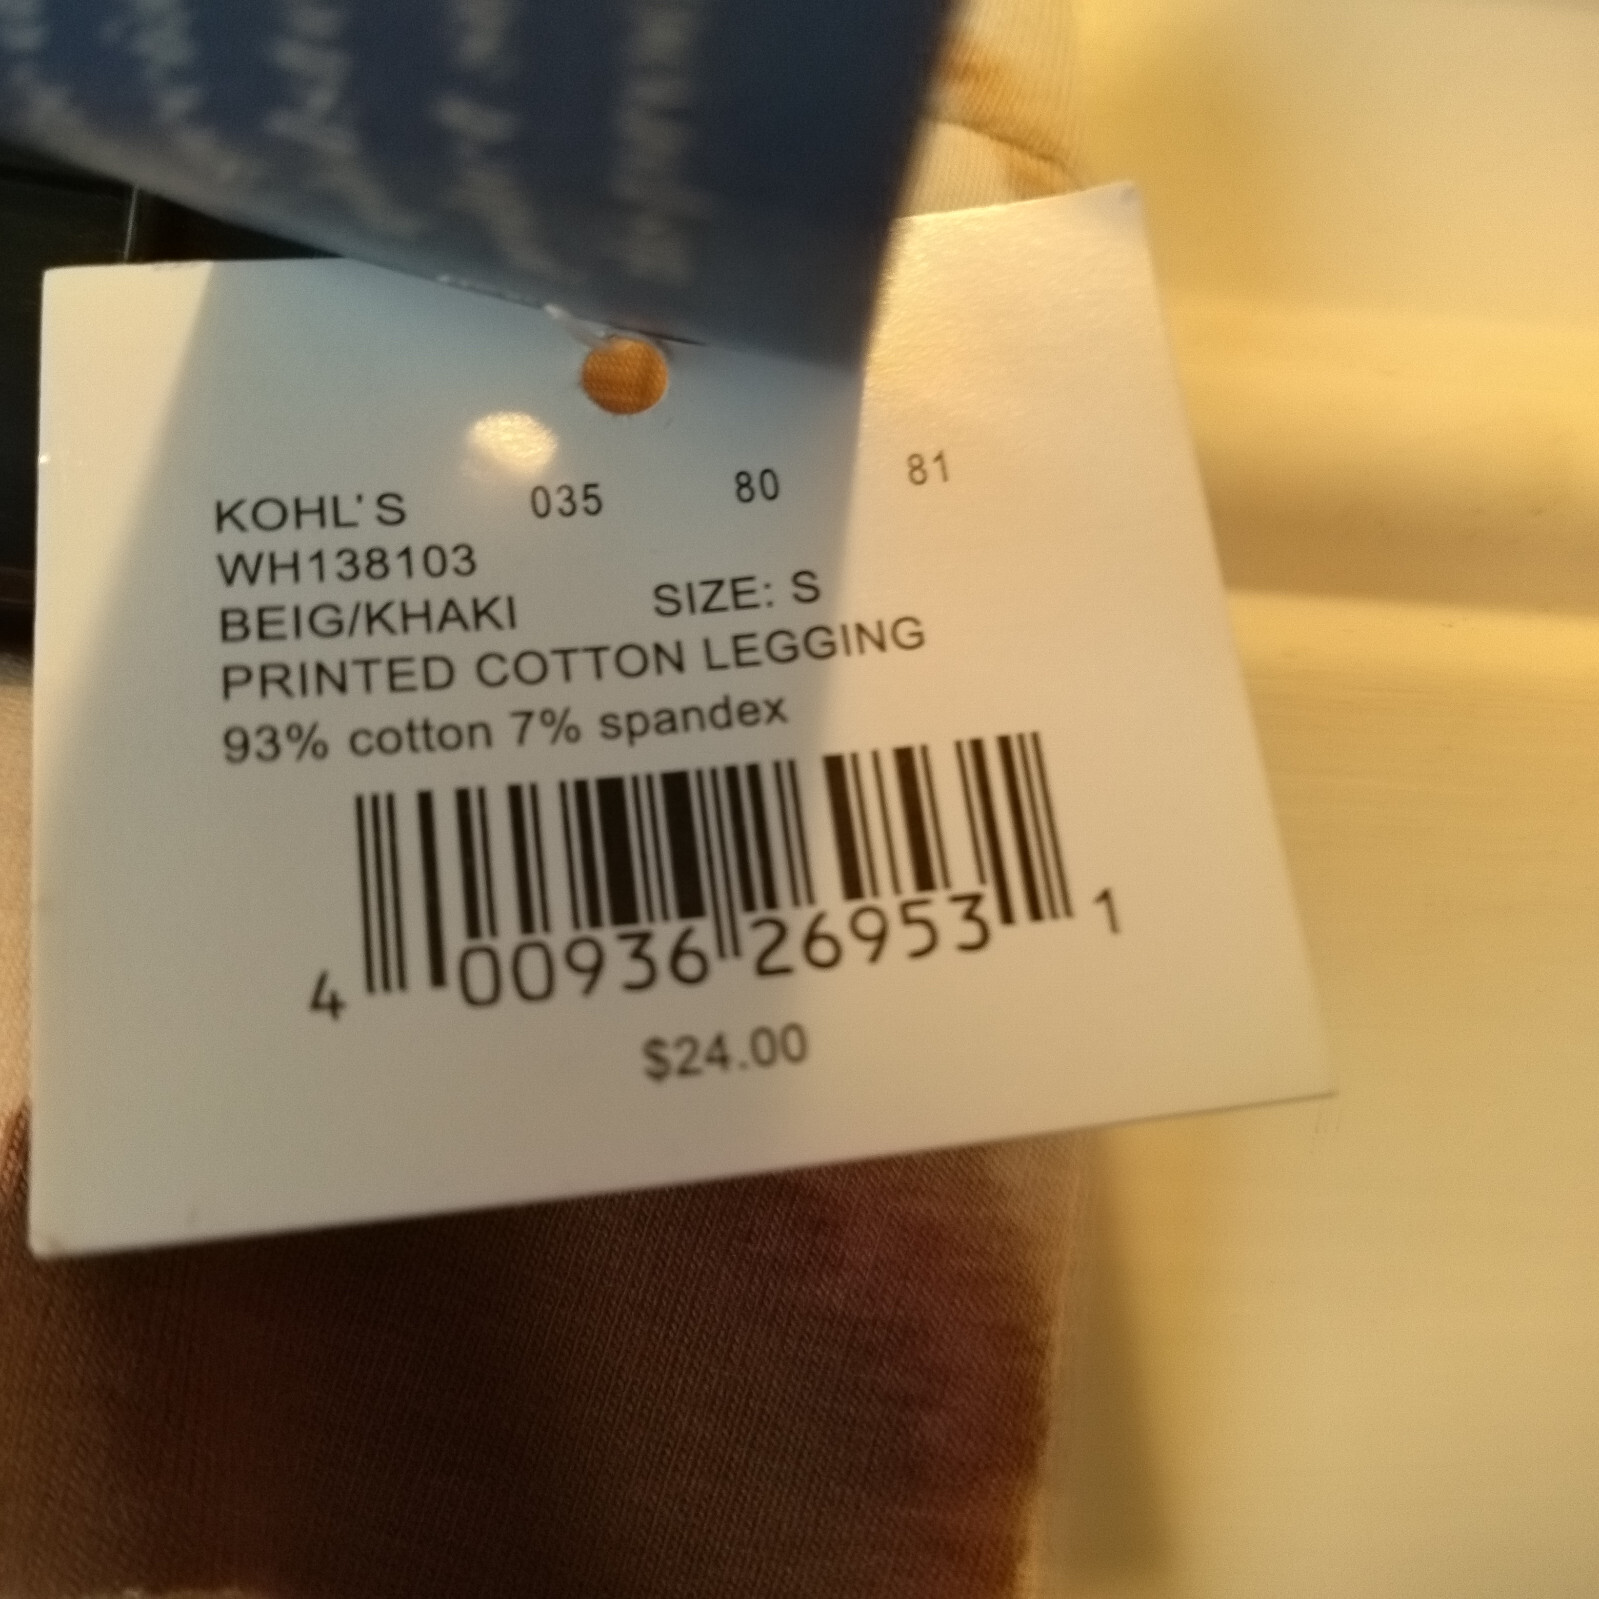 KOHL'S 035 80 81
WH138103
BEIG/KHAKI SIZE: S
PRINTED COTTON LEGGING
93% cotton 7% spandex
4 00936 26953 1
$24.00